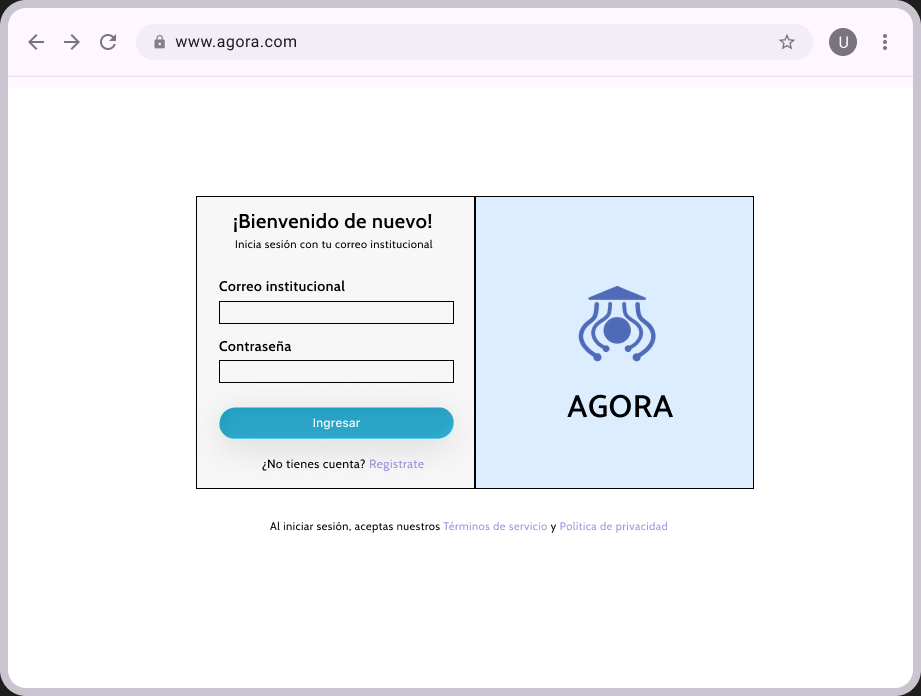 www.agora.com
U
¡Bienvenido de nuevo!
Inicia sesión con tu correo institucional
Correo institucional
Contraseña
Ingresar
¿No tienes cuenta? Registrate
AGORA
Al iniciar sesión, aceptas nuestros Términos de servicio y Política de privacidad